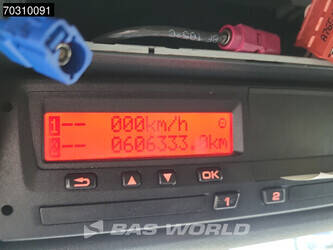 70310091
1-- 000km/h
2-- 0606333.0km
OK
1
2
BAS WORLD